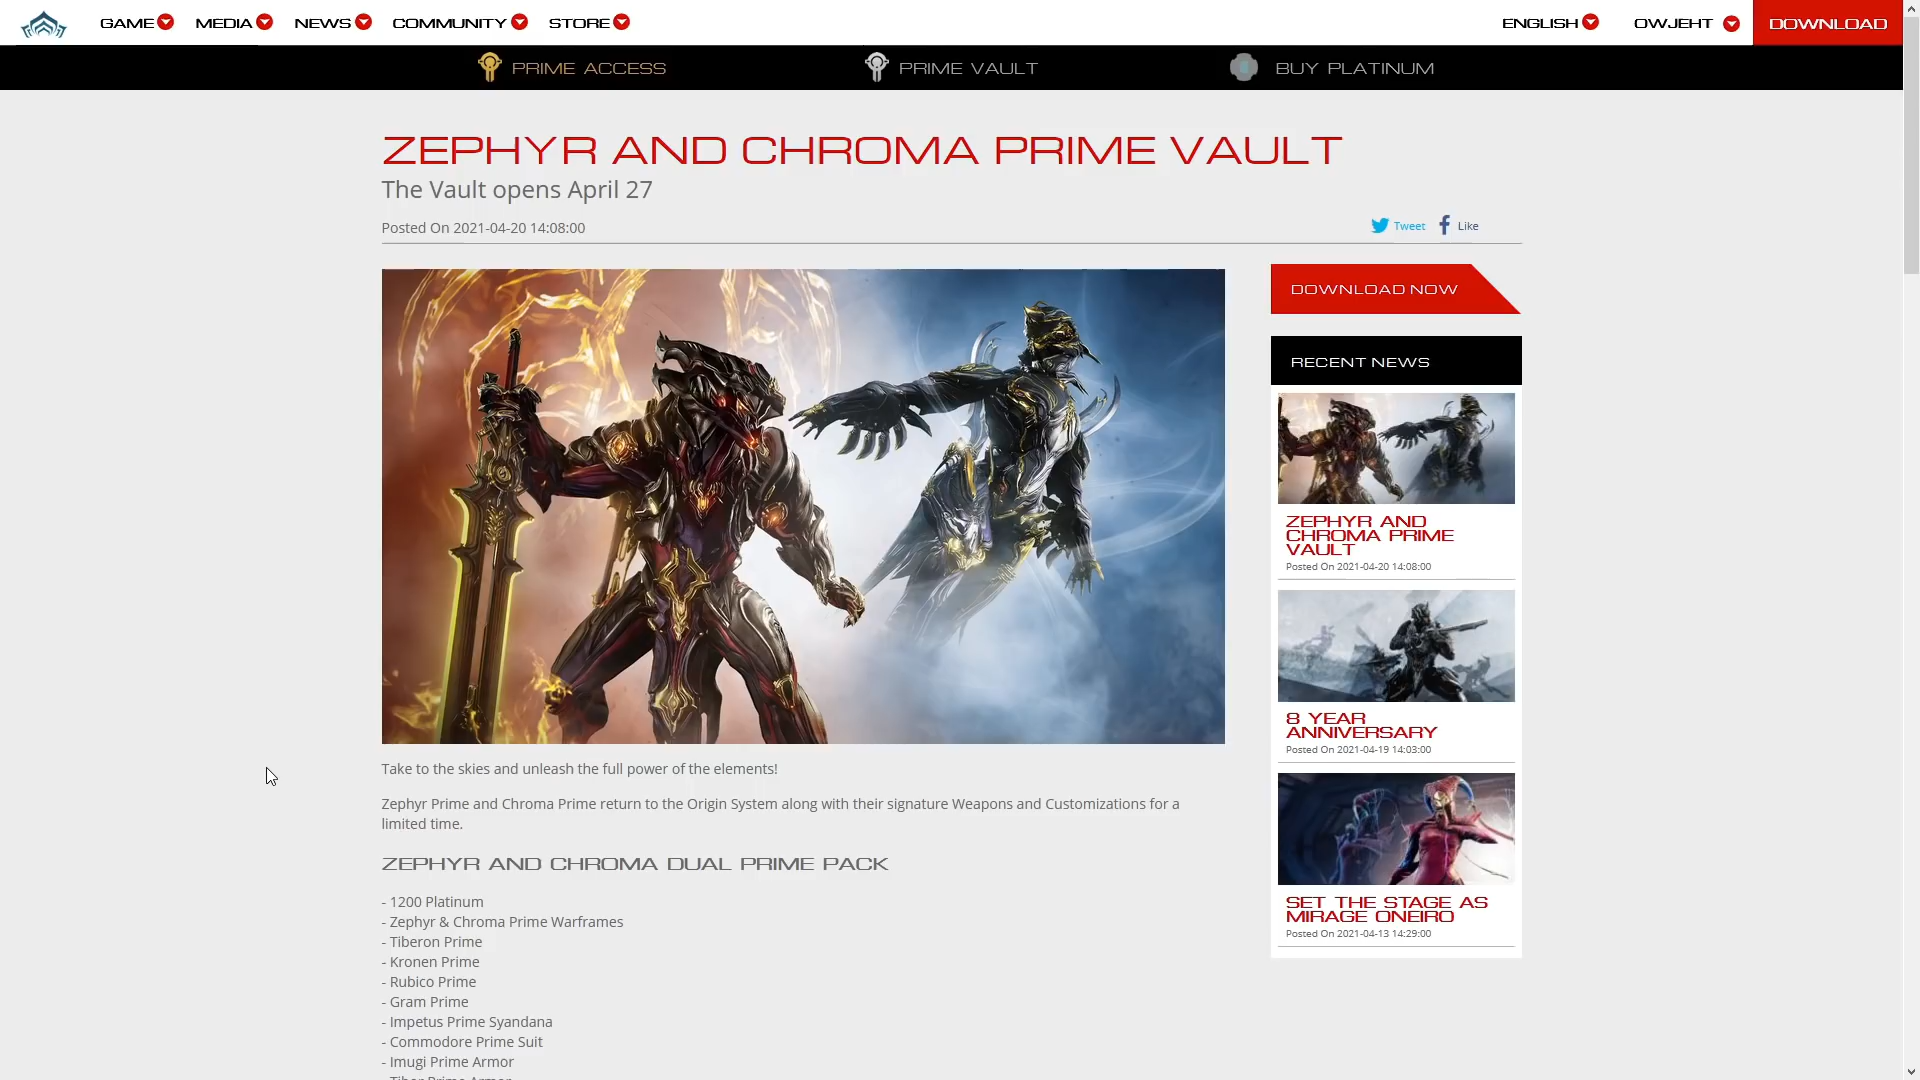 GAME
MEDIA
NEWS
COMMUNITY
STORE
ENGLISH
OWJEHT
DOWNLOAD
PRIME ACCESS
PRIME VAULT
BUY PLATINUM
ZEPHYR AND CHROMA PRIME VAULT
The Vault opens April 27
Posted On 2021-04-20 14:08:00
Tweet
Like
Take to the skies and unleash the full power of the elements!
Zephyr Prime and Chroma Prime return to the Origin System along with their signature Weapons and Customizations for a
limited time.
ZEPHYR AND CHROMA DUAL PRIME PACK
- 1200 Platinum
- Zephyr & Chroma Prime Warframes
- Tiberon Prime
- Kronen Prime
- Rubico Prime
- Gram Prime
- Impetus Prime Syandana
- Commodore Prime Suit
- Imugi Prime Armor
DOWNLOAD NOW
RECENT NEWS
ZEPHYR AND
CHROMA PRIME
VAULT
Posted On 2021-04-20 14:08:00
8 YEAR
ANNIVERSARY
Posted On 2021-04-19 14:03:00
SET THE STAGE AS
MIRAGE ONEIRO
Posted On 2021-04-13 14:29:00